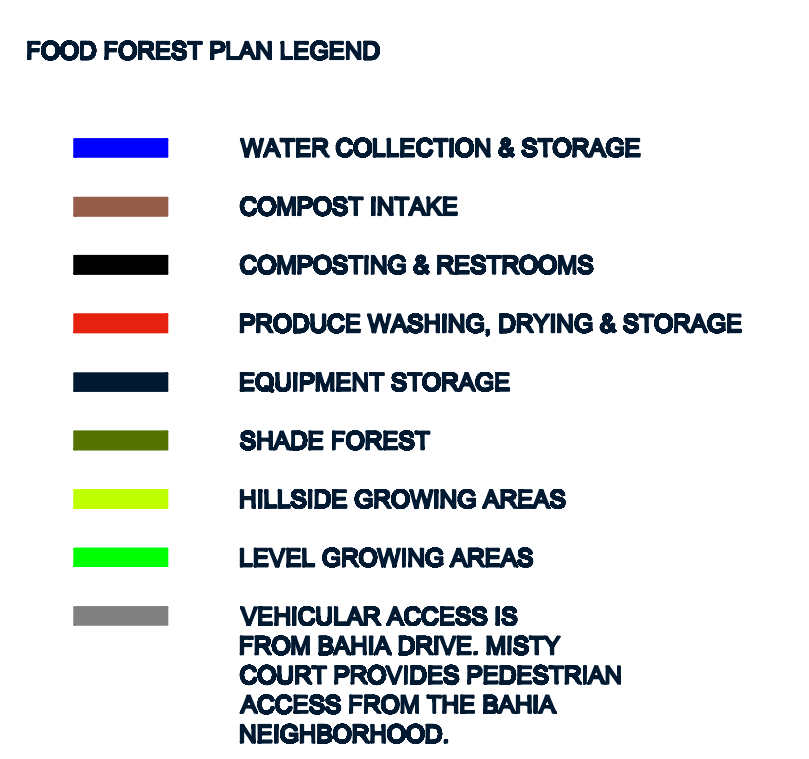 FOOD FOREST PLAN LEGEND
WATER COLLECTION & STORAGE
COMPOST INTAKE
COMPOSTING & RESTROOMS
PRODUCE WASHING, DRYING & STORAGE
EQUIPMENT STORAGE
SHADE FOREST
HILLSIDE GROWING AREAS
LEVEL GROWING AREAS
VEHICULAR ACCESS IS
FROM BAHIA DRIVE. MISTY
COURT PROVIDES PEDESTRIAN
ACCESS FROM THE BAHIA
NEIGHBORHOOD.